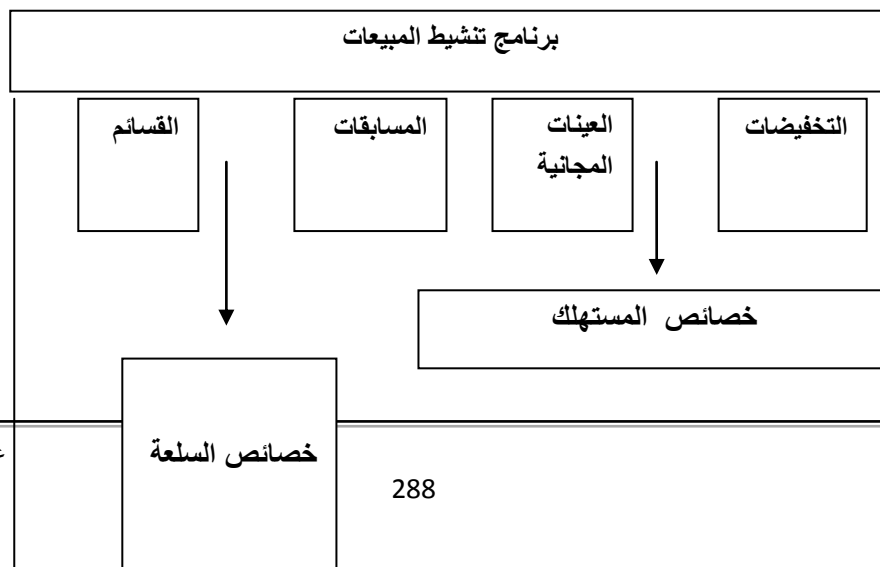 برنامج تنشيط المبيعات
التخفيضات
العينات
المجانية
المسابقات
القسائم
خصائص المستهلك
خصائص السلعة
288